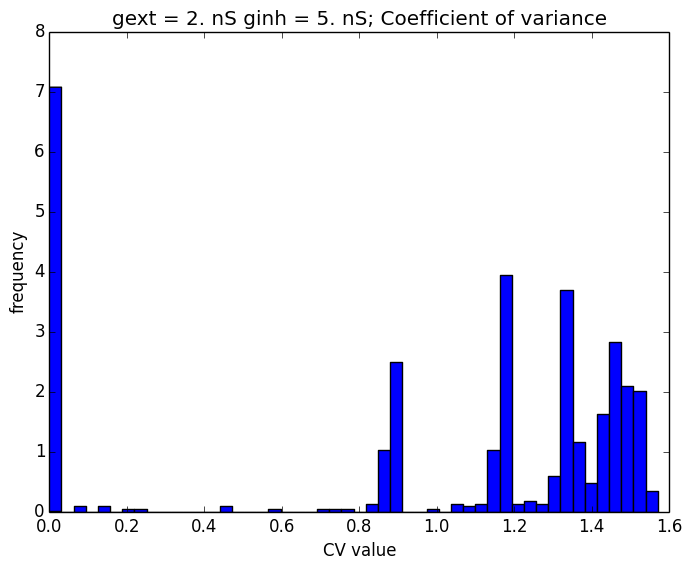 gext = 2. nS ginh = 5. nS; Coefficient of variance
8
7
6
5
4
3
2
1
0
frequency
0.0 0.2 0.4 0.6 0.8 1.0 1.2 1.4 1.6
CV value